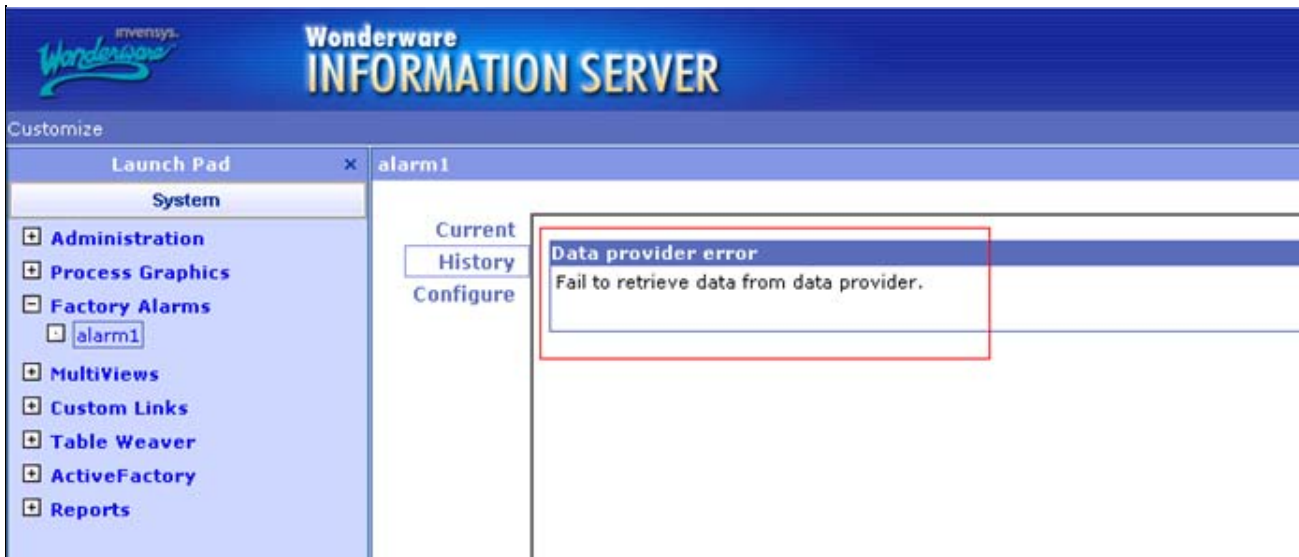 invensys.
Wonderware
Wonderware
INFORMATION SERVER
Customize
Launch Pad
alarm1
System
Administration
Process Graphics
Factory Alarms
alarm1
MultiViews
Custom Links
Table Weaver
ActiveFactory
Reports
Current
History
Configure
Data provider error
Fail to retrieve data from data provider.